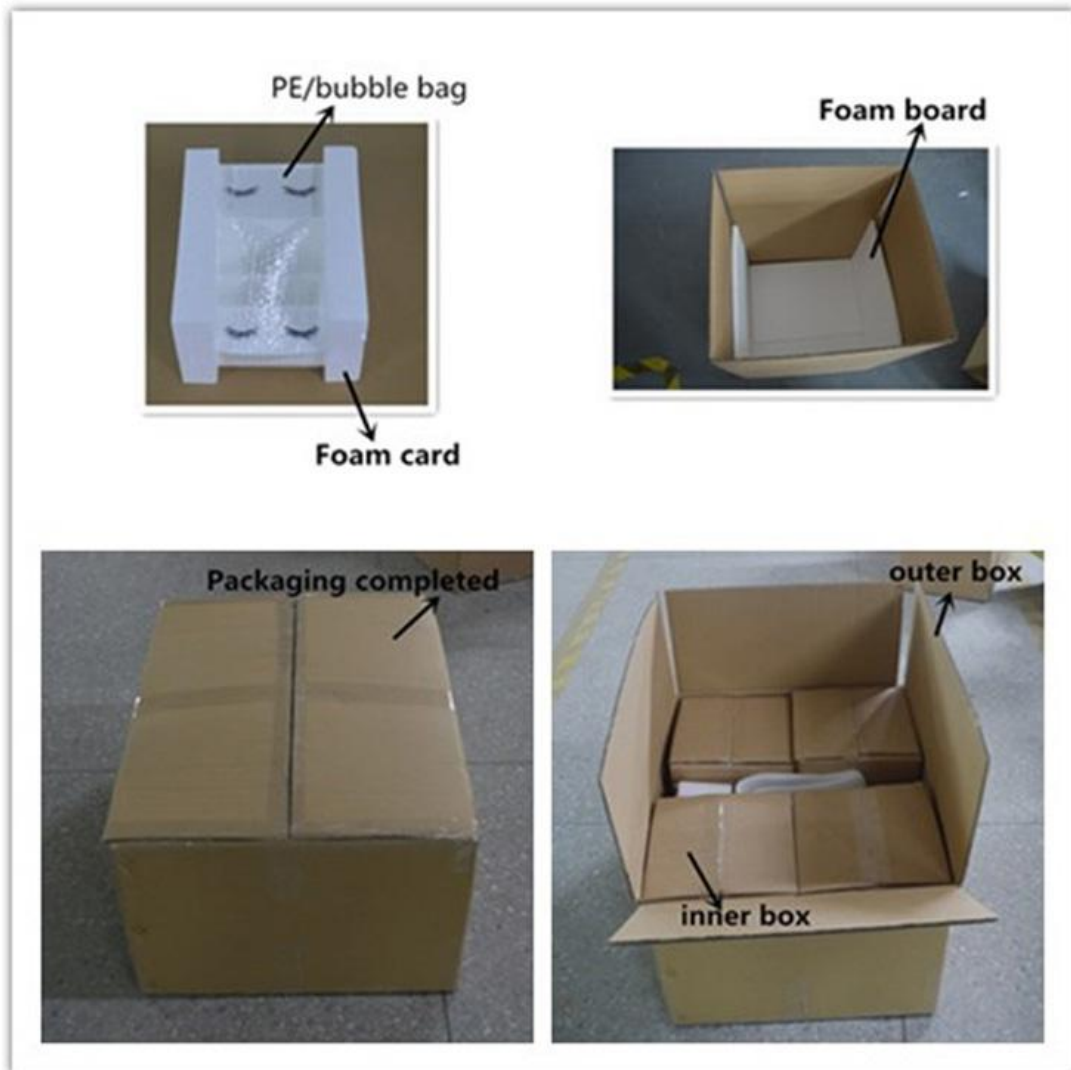 PE/bubble bag
Foam board
Foam card
Packaging completed
outer box
inner box